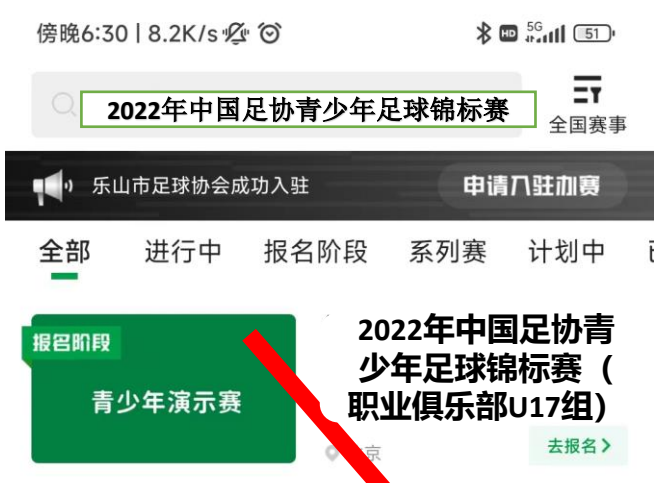 傍晚6:30 | 8.2K/s
HD 5G 51
2022年中国足协青少年足球锦标赛
全国赛事
乐山市足球协会成功入驻
申请入驻办赛
全部 进行中 报名阶段 系列赛 计划中
报名阶段
青少年演示赛
2022年中国足协青
少年足球锦标赛（
职业俱乐部U17组）
京
去报名